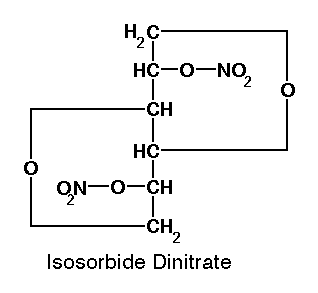 H₂C
HC—O—NO₂
O
CH
HC
O
O₂N—O—CH
CH₂
Isosorbide Dinitrate